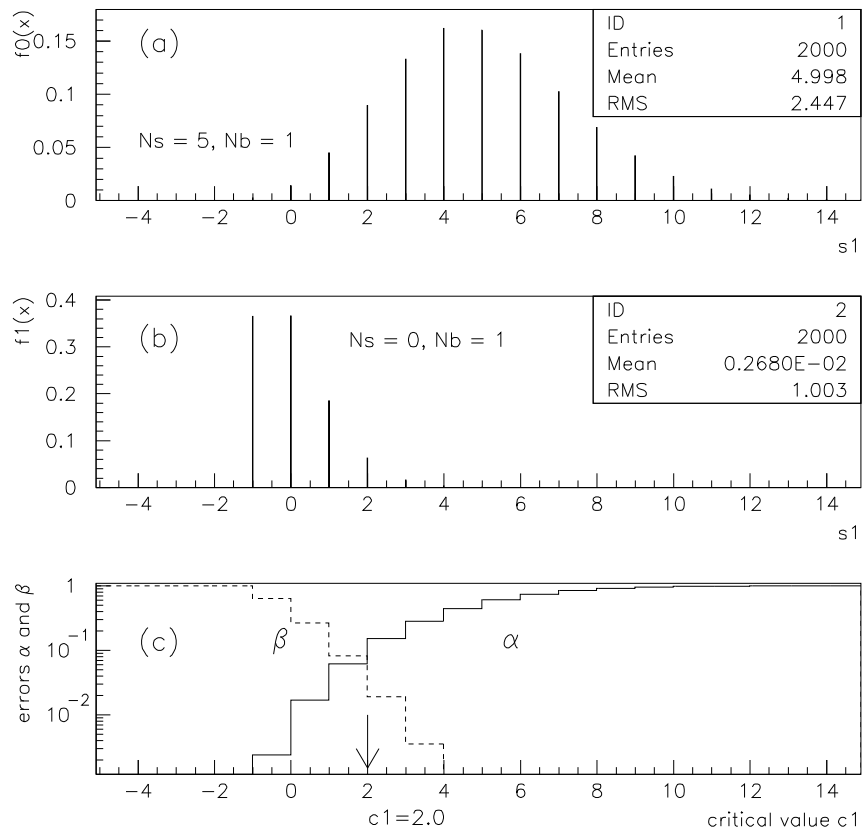 f0(x)
0.15
0.1
0.05
0
(a)
Ns = 5, Nb = 1
ID 1
Entries 2000
Mean 4.998
RMS 2.447
−4 −2 0 2 4 6 8 10 12 14
s1
f1(x)
0.4
0.3
0.2
0.1
0
(b)
Ns = 0, Nb = 1
ID 2
Entries 2000
Mean 0.2680E−02
RMS 1.003
−4 −2 0 2 4 6 8 10 12 14
s1
errors α and β
1
10⁻¹
10⁻²
(c)
β
α
−4 −2 0 2 4 6 8 10 12 14
c1=2.0
critical value c1